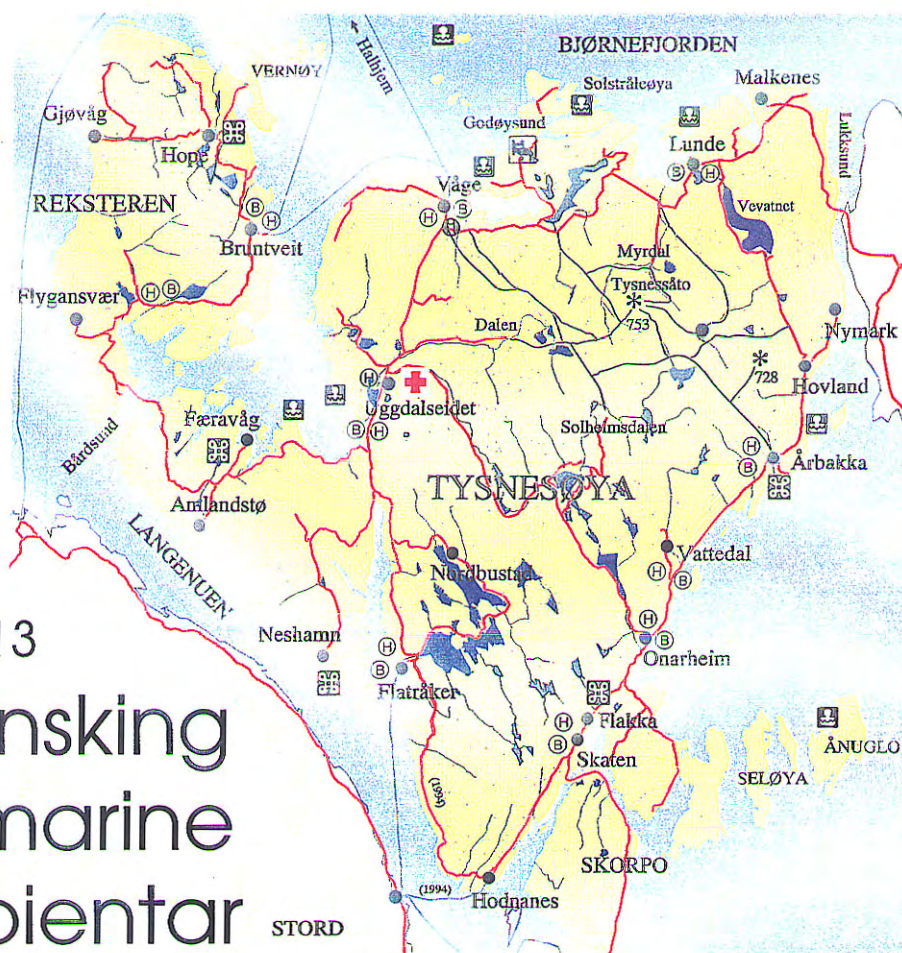 BJØRNEFJORDEN
Halhjem
VERNØY
Solstråleøya
Malkenes
Gjøvåg
Godøysund
Lukksund
Hope
Lunde
S
H
REKSTEREN
Våge
B
H
H
B
H
Vevatnet
Bruntveit
Myrdal
Flygansvær
H
B
Tysnessåto
753
Dalen
Nymark
728
H
Uggdalseidet
Hovland
Færavåg
B
H
Solheimsdalen
H
B
Årbakka
Bårdsund
TYSNESØYA
Amlandstø
LANGENUEN
Vattedal
Nordbustad
H
B
13
Neshamn
H
B
Flatråker
H
B
Onarheim
nsking
Flakka
H
B
Skaten
ÅNUGLO
SELØYA
(1994)
marine
SKORPO
(1994)
Hodnanes
bientar
STORD